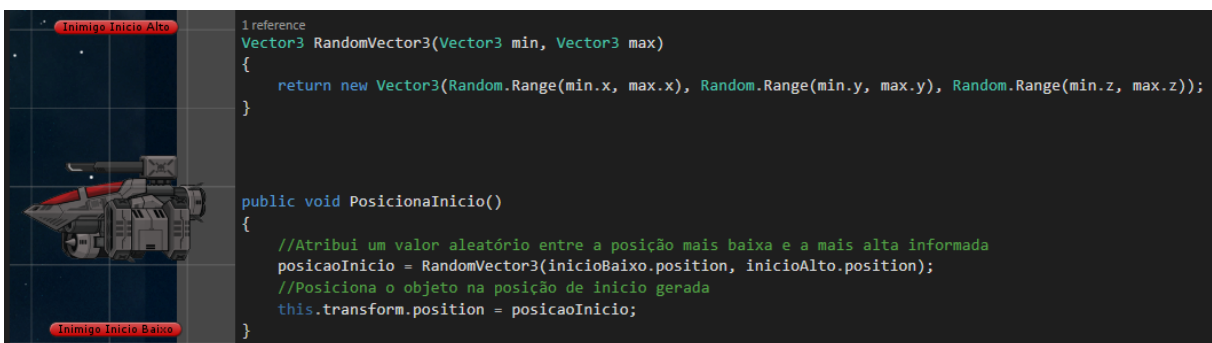 Inimigo Inicio Alto
1 reference
Vector3 RandomVector3(Vector3 min, Vector3 max)
{
return new Vector3(Random.Range(min.x, max.x), Random.Range(min.y, max.y), Random.Range(min.z, max.z));
}
public void PosicionaInicio()
{
//Atribui um valor aleatório entre a posição mais baixa e a mais alta informada
posicaoInicio = RandomVector3(inicioBaixo.position, inicioAlto.position);
//Posiciona o objeto na posição de inicio gerada
this.transform.position = posicaoInicio;
}
Inimigo Inicio Baixo